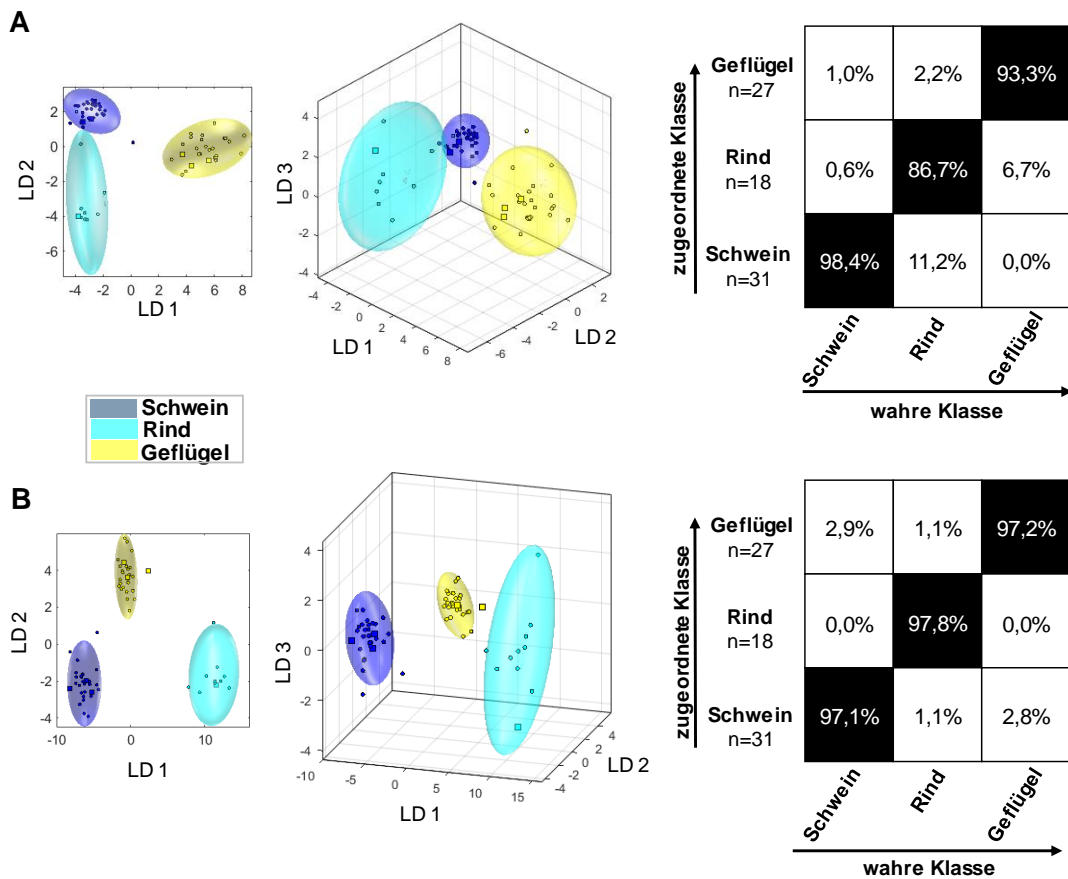 A
2
0
-2
-4
-6
LD 2
-4
-2
0
2
4
6
8
LD 1
4
2
0
-2
-4
LD 3
-4
-2
0
2
4
6
8
LD 1
-6
-4
-2
0
2
LD 2
zugeordnete Klasse
Geflügel
n=27
1,0%
2,2%
93,3%
Rind
n=18
0,6%
86,7%
6,7%
Schwein
n=31
98,4%
11,2%
0,0%
Schwein
Rind
Geflügel
wahre Klasse
Schwein
Rind
Geflügel
B
4
2
0
-2
-4
LD 2
-10
0
10
LD 1
4
2
0
-2
-4
LD 3
-10
-5
0
5
10
15
LD 1
-4
-2
0
2
4
LD 2
zugeordnete Klasse
Geflügel
n=27
2,9%
1,1%
97,2%
Rind
n=18
0,0%
97,8%
0,0%
Schwein
n=31
97,1%
1,1%
2,8%
Schwein
Rind
Geflügel
wahre Klasse